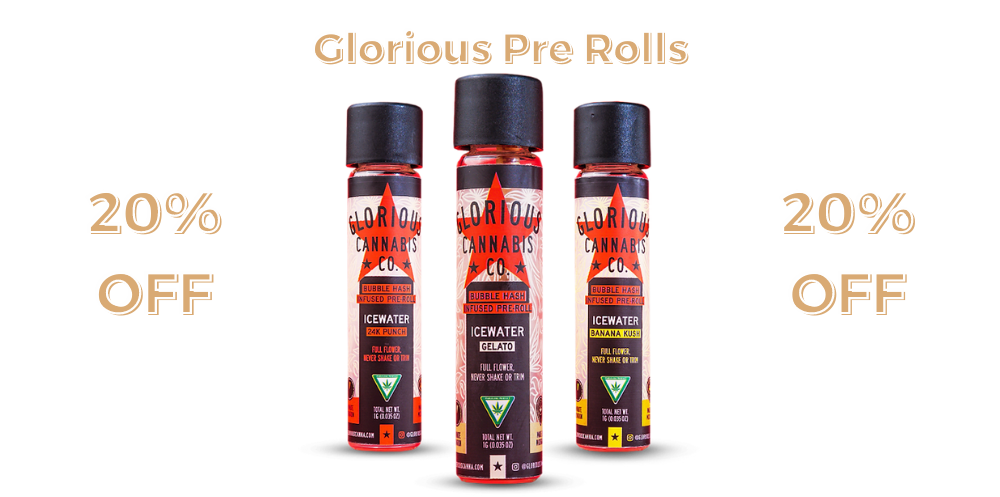 Glorious Pre Rolls
20%
OFF
GLORIOUS
CANNABIS
CO.
BUBBLE HASH
INFUSED PRE-ROLL
ICEWATER
24K PUNCH
FULL FLOWER,
NEVER SHAKE OR TRIM
TOTAL NET WT.
1G (0.035 OZ)
GLORIOUS
CANNABIS
CO.
BUBBLE HASH
INFUSED PRE-ROLL
ICEWATER
GELATO
FULL FLOWER,
NEVER SHAKE OR TRIM
TOTAL NET WT.
1G (0.035 OZ)
GLORIOUS
CANNABIS
CO.
BUBBLE HASH
INFUSED PRE-ROLL
ICEWATER
BANANA KUSH
FULL FLOWER,
NEVER SHAKE OR TRIM
TOTAL NET WT.
1G (0.035 OZ)
20%
OFF